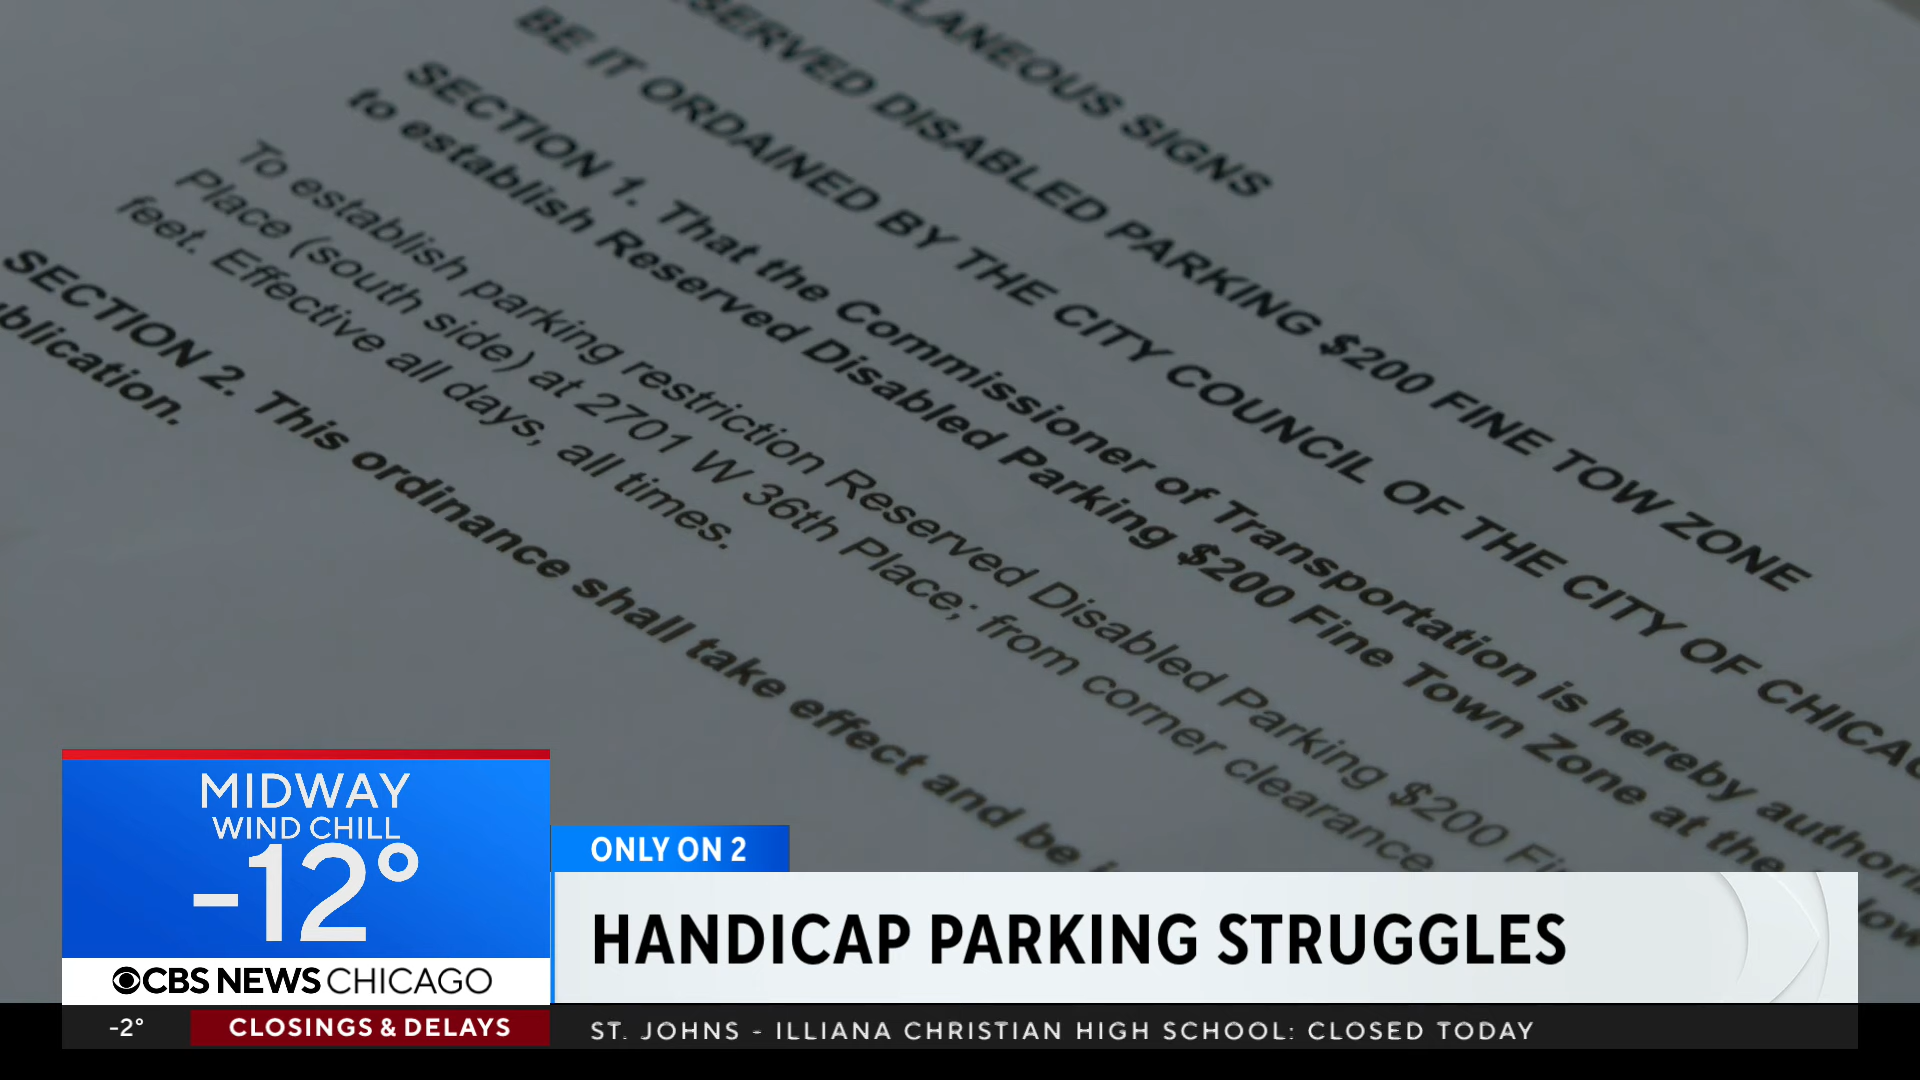 SIGNS
DISABLED PARKING $200 FINE TOW ZONE
BE IT ORDAINED BY THE CITY COUNCIL OF THE CITY OF
SECTION 1. That the Commissioner of Transportation is hereby
to establish Reserved Disabled Parking $200 Fine Town Zone at the
To establish parking restriction Reserved Disabled Parking $200
Place (south side) at 2701 W 36th Place; from corner clearance
feet. Effective all days, all times.
SECTION 2. This ordinance shall take effect and be
MIDWAY
WIND CHILL
-12°
CBS NEWS CHICAGO
ONLY ON 2
HANDICAP PARKING STRUGGLES
-2° CLOSINGS & DELAYS ST. JOHNS - ILLIANA CHRISTIAN HIGH SCHOOL: CLOSED TODAY